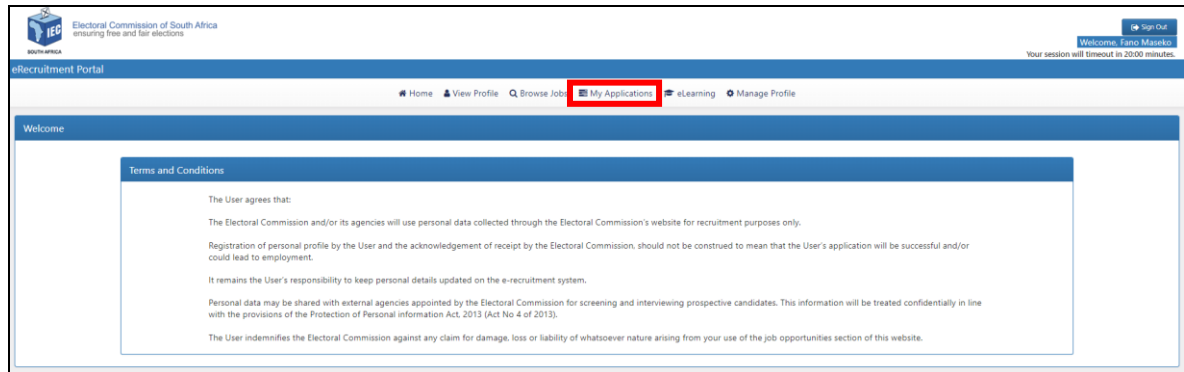 IEC
SOUTH AFRICA
Electoral Commission of South Africa
ensuring free and fair elections
Sign Out
Welcome, Fano Maseko
Your session will timeout in 20:00 minutes.
eRecruitment Portal
Home View Profile Browse Jobs My Applications eLearning Manage Profile
Welcome
Terms and Conditions
The User agrees that:
The Electoral Commission and/or its agencies will use personal data collected through the Electoral Commission's website for recruitment purposes only.
Registration of personal profile by the User and the acknowledgement of receipt by the Electoral Commission, should not be construed to mean that the User's application will be successful and/or
could lead to employment.
It remains the User's responsibility to keep personal details updated on the e-recruitment system.
Personal data may be shared with external agencies appointed by the Electoral Commission for screening and interviewing prospective candidates. This information will be treated confidentially in line
with the provisions of the Protection of Personal information Act, 2013 (Act No 4 of 2013).
The User indemnifies the Electoral Commission against any claim for damage, loss or liability of whatsoever nature arising from your use of the job opportunities section of this website.